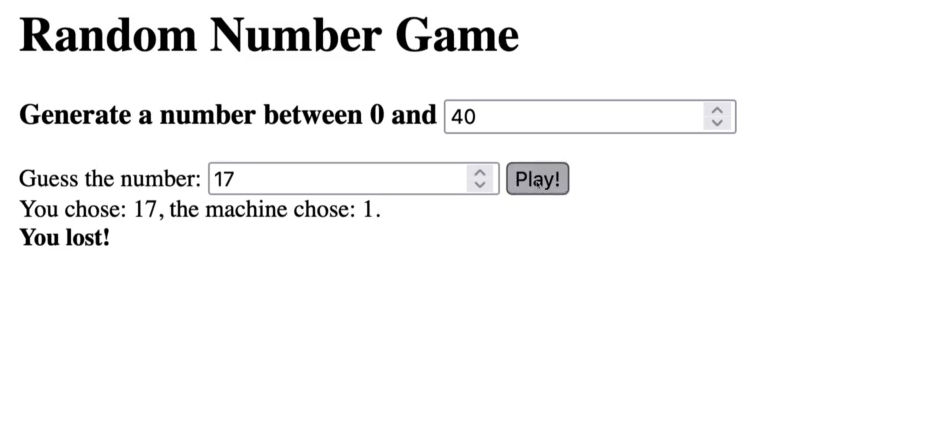 Random Number Game
Generate a number between 0 and 40
Guess the number: 17 Play!
You chose: 17, the machine chose: 1.
You lost!